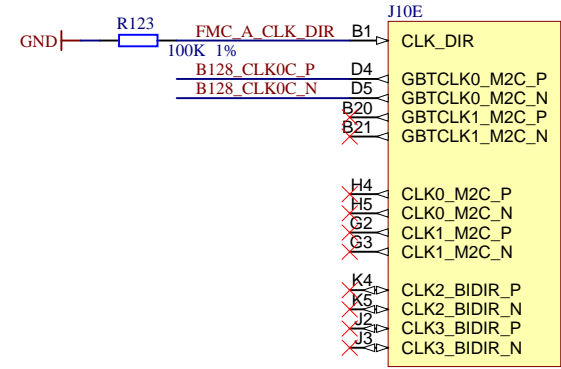 J10E
R123
GND
FMC_A_CLK_DIR B1 CLK_DIR
100K 1%
B128_CLK0C_P D4 GBTCLK0_M2C_P
B128_CLK0C_N D5 GBTCLK0_M2C_N
B20 GBTCLK1_M2C_P
B21 GBTCLK1_M2C_N
H4 CLK0_M2C_P
H5 CLK0_M2C_N
G2 CLK1_M2C_P
G3 CLK1_M2C_N
K4 CLK2_BIDIR_P
K5 CLK2_BIDIR_N
J2 CLK3_BIDIR_P
J3 CLK3_BIDIR_N